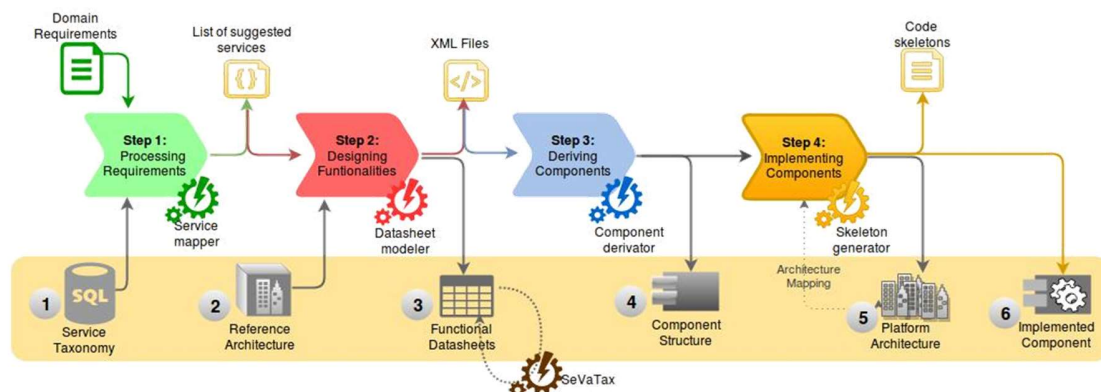 Domain
Requirements
List of suggested
services
{}
XML Files
</>
Code
skeletons
Step 1:
Processing
Requirements
Step 2:
Designing
Funtionalities
Step 3:
Deriving
Components
Step 4:
Implementing
Components
Service
mapper
Datasheet
modeler
Component
derivator
Skeleton
generator
Architecture
Mapping
1
SQL
Service
Taxonomy
2
Reference
Architecture
3
Functional
Datasheets
SeVaTax
4
Component
Structure
5
Platform
Architecture
6
Implemented
Component